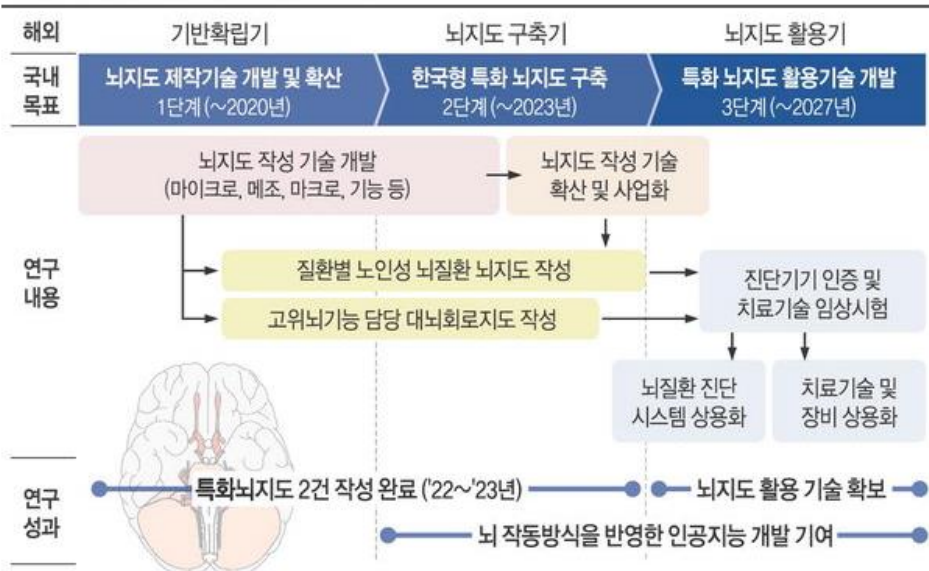 해외
기반확립기
뇌지도 구축기
뇌지도 활용기
국내
목표
뇌지도 제작기술 개발 및 확산
1단계(~2020년)
한국형 특화 뇌지도 구축
2단계(~2023년)
특화 뇌지도 활용기술 개발
3단계(~2027년)
연구
내용
뇌지도 작성 기술 개발
(마이크로, 메조, 마크로, 기능 등)
뇌지도 작성 기술
확산 및 사업화
질환별 노인성 뇌질환 뇌지도 작성
고위뇌기능 담당 대뇌회로지도 작성
진단기기 인증 및
치료기술 임상시험
뇌질환 진단
시스템 상용화
치료기술 및
장비 상용화
연구
성과
특화뇌지도 2건 작성 완료 ('22~'23년)
뇌지도 활용 기술 확보
뇌 작동방식을 반영한 인공지능 개발 기여